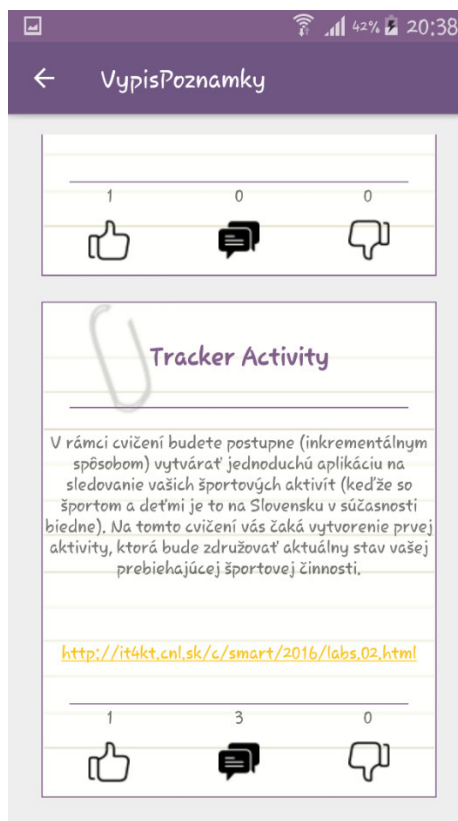 42% 20:38
VypisPoznamky
1 0 0
Tracker Activity
V rámci cvičení budete postupne (inkrementálnym
spôsobom) vytvárať jednoduchú aplikáciu na
sledovanie vašich športových aktivít (keďže so
športom a deťmi je to na Slovensku v súčasnosti
biedne). Na tomto cvičení vás čaká vytvorenie prvej
aktivity, ktorá bude združovať aktuálny stav vašej
prebiehajúcej športovej činnosti.
http://it4kt.cnl.sk/c/smart/2016/labs.02.html
1 3 0